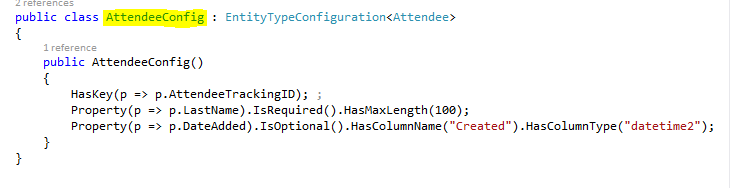 2 references
public class AttendeeConfig : EntityTypeConfiguration<Attendee>
{
1 reference
public AttendeeConfig()
{
HasKey(p => p.AttendeeTrackingID); ;
Property(p => p.LastName).IsRequired().HasMaxLength(100);
Property(p => p.DateAdded).IsOptional().HasColumnName("Created").HasColumnType("datetime2");
}
}